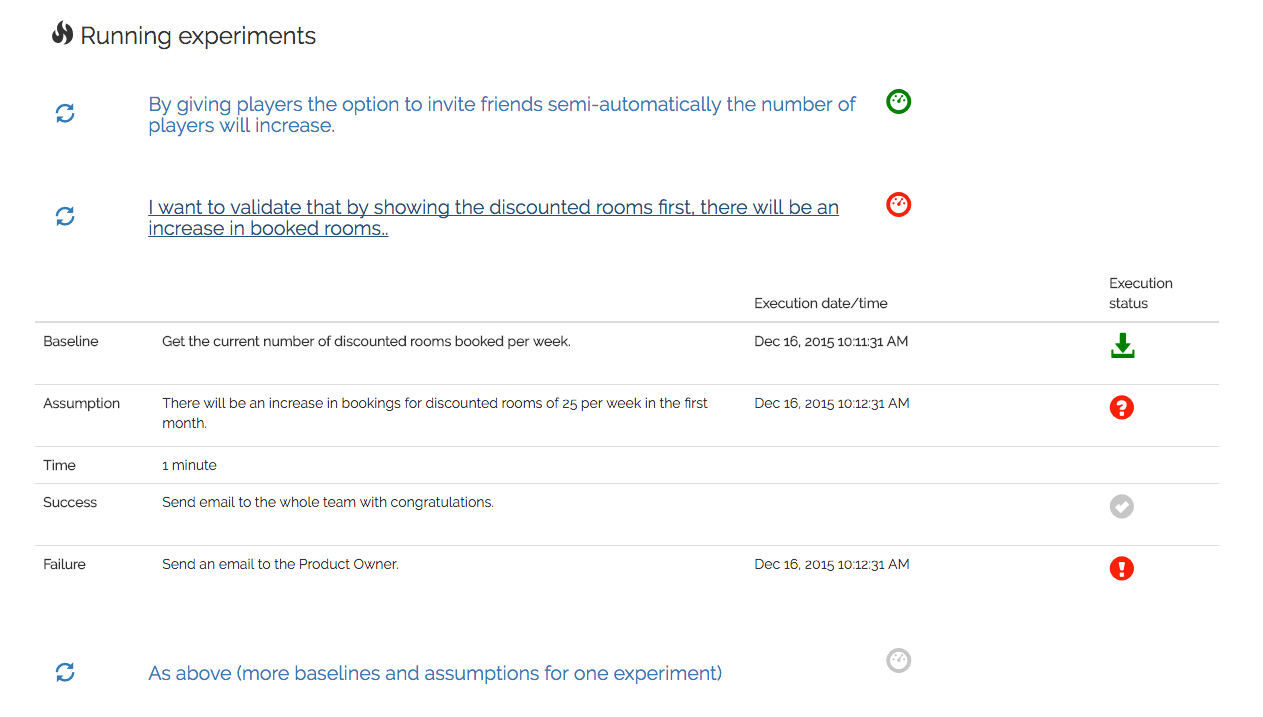 Running experiments
By giving players the option to invite friends semi-automatically the number of
players will increase.
I want to validate that by showing the discounted rooms first, there will be an
increase in booked rooms..
Execution date/time
Execution
status
Baseline
Get the current number of discounted rooms booked per week.
Dec 16, 2015 10:11:31 AM
Assumption
There will be an increase in bookings for discounted rooms of 25 per week in the first
month.
Dec 16, 2015 10:12:31 AM
Time
1 minute
Success
Send email to the whole team with congratulations.
Failure
Send an email to the Product Owner.
Dec 16, 2015 10:12:31 AM
As above (more baselines and assumptions for one experiment)